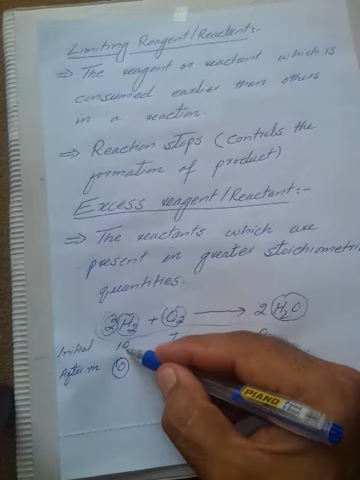 Limiting Reagent/Reactant:-
⇒ The reagent or reactant which is
consumed earlier than others
in a reaction.
⇒ Reaction stops (Controls the
formation of product)
Excess reagent/Reactant:-
⇒ The reactants which are
present in greater stoichiometric
quantities.
2H₂ + O₂ → 2 H₂O
Initial 10 7 0
After
PIANO